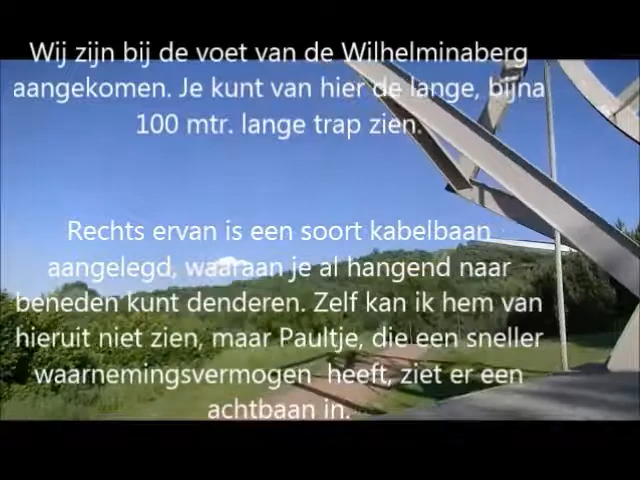 Wij zijn bij de voet van de Wilhelminaberg
aangekomen. Je kunt van hier de lange, bijna
100 mtr. lange trap zien.
Rechts ervan is een soort kabelbaan
aangelegd, waaraan je al hangend naar
beneden kunt denderen. Zelf kan ik hem van
hieruit niet zien, maar Paultje, die een sneller
waarnemingsvermogen heeft, ziet er een
achtbaan in.